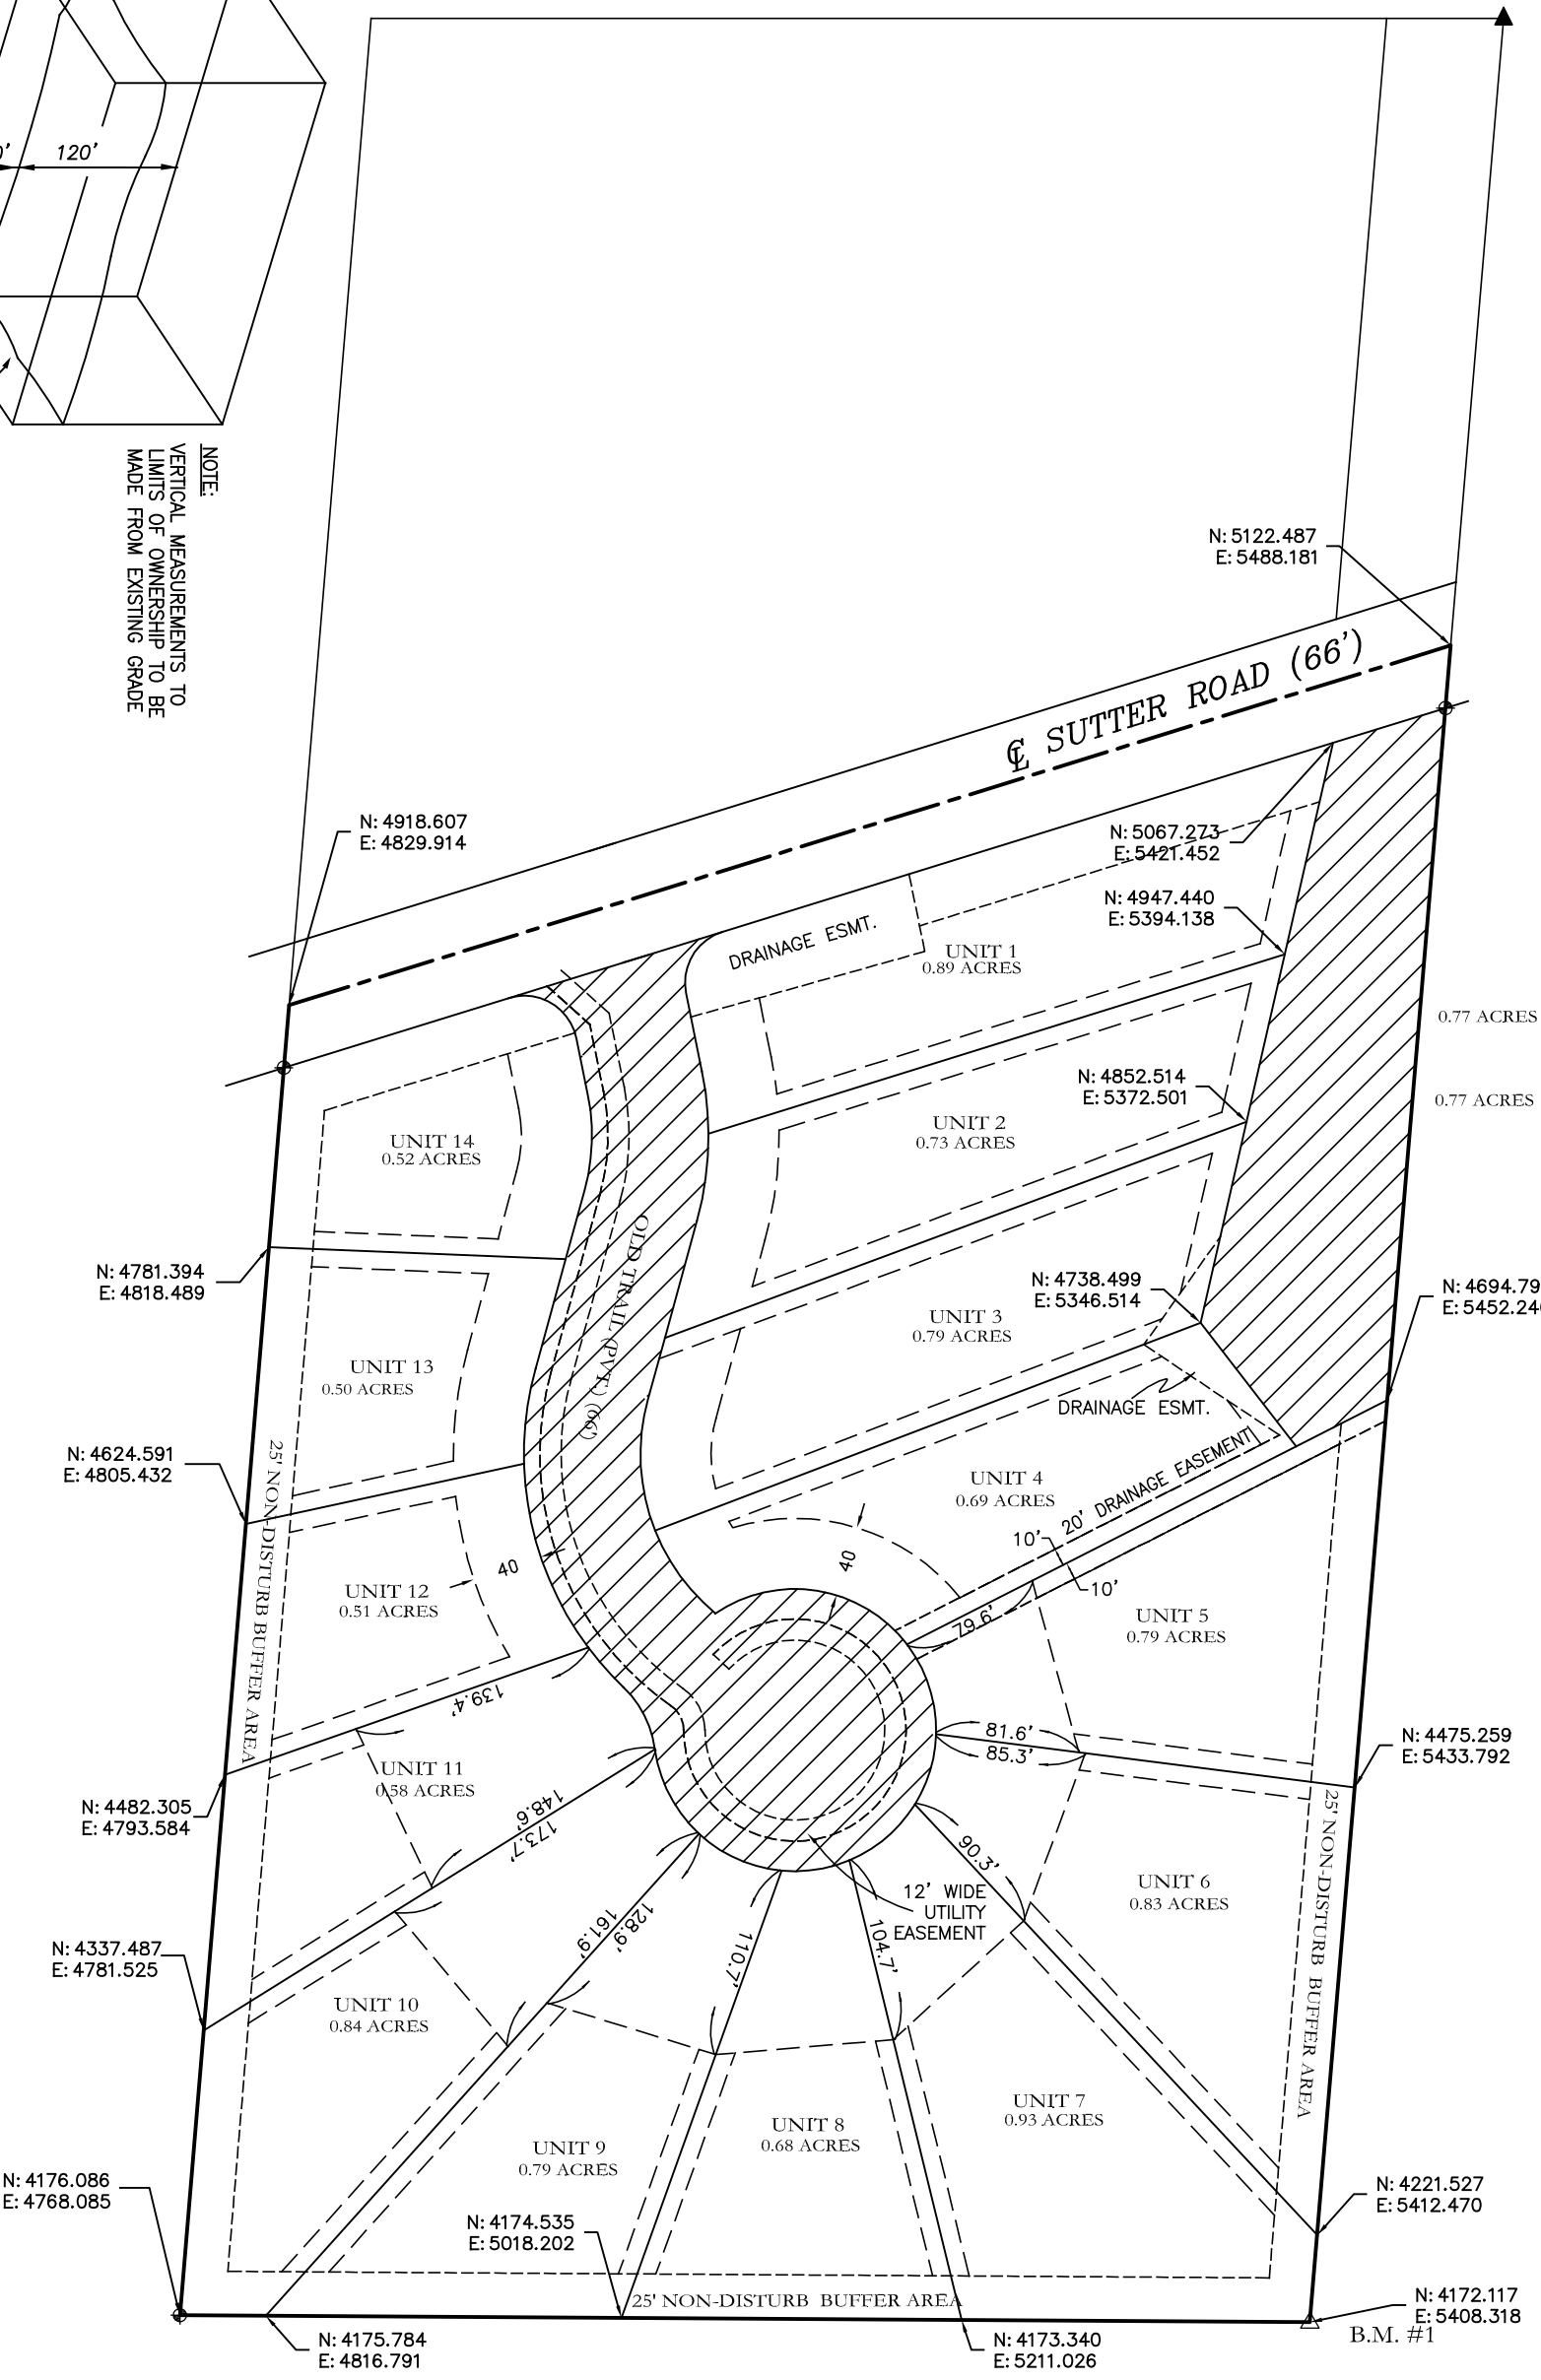 0'
120'
NOTE:
VERTICAL MEASUREMENTS TO
LIMITS OF OWNERSHIP TO BE
MADE FROM EXISTING GRADE
N: 5122.487
E: 5488.181
℄ SUTTER ROAD (66')
N: 4918.607
E: 4829.914
N: 5067.273
E: 5421.452
N: 4947.440
E: 5394.138
DRAINAGE ESMT.
UNIT 1
0.89 ACRES
0.77 ACRES
N: 4852.514
E: 5372.501
0.77 ACRES
UNIT 2
0.73 ACRES
UNIT 14
0.52 ACRES
OLD TRAIL (PVT.) (66')
N: 4781.394
E: 4818.489
N: 4738.499
E: 5346.514
N: 4694.79
E: 5452.24
UNIT 3
0.79 ACRES
UNIT 13
0.50 ACRES
DRAINAGE ESMT.
N: 4624.591
E: 4805.432
25' NON-DISTURB BUFFER AREA
UNIT 4
0.69 ACRES
20' DRAINAGE EASEMENT
10'
10'
40
40
UNIT 12
0.51 ACRES
79.6'
UNIT 5
0.79 ACRES
139.4'
81.6'
85.3'
N: 4475.259
E: 5433.792
UNIT 11
0.58 ACRES
N: 4482.305
E: 4793.584
148.6'
173.7'
90.3'
25' NON-DISTURB BUFFER AREA
UNIT 6
0.83 ACRES
12' WIDE
UTILITY
EASEMENT
128.9'
161.9'
110.7'
104.7'
N: 4337.487
E: 4781.525
UNIT 10
0.84 ACRES
UNIT 7
0.93 ACRES
UNIT 8
0.68 ACRES
UNIT 9
0.79 ACRES
N: 4176.086
E: 4768.085
N: 4221.527
E: 5412.470
N: 4174.535
E: 5018.202
25' NON-DISTURB BUFFER AREA
N: 4172.117
E: 5408.318
B.M. #1
N: 4175.784
E: 4816.791
N: 4173.340
E: 5211.026